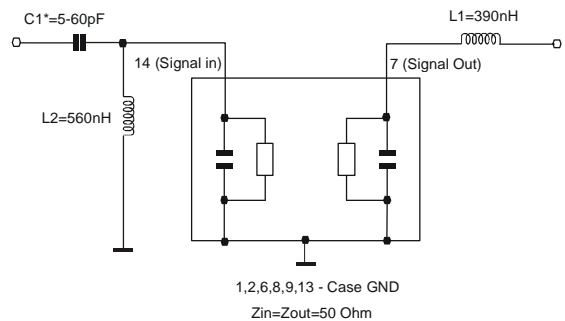 C1*=5-60pF
L1=390nH
14 (Signal in)
7 (Signal Out)
L2=560nH
1,2,6,8,9,13 - Case GND
Zin=Zout=50 Ohm